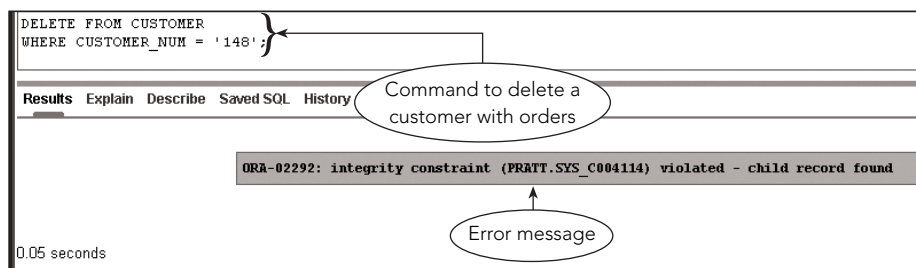 DELETE FROM CUSTOMER
WHERE CUSTOMER_NUM = '148';
Command to delete a
customer with orders
Results Explain Describe Saved SQL History
ORA-02292: integrity constraint (PRATT.SYS_C004114) violated - child record found
Error message
0.05 seconds